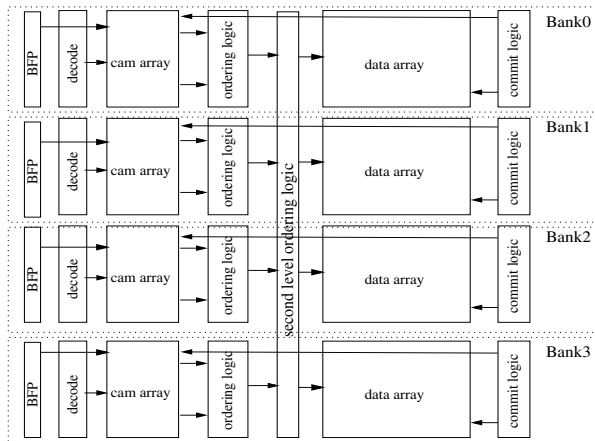 BFP
decode
cam array
ordering logic
data array
commit logic
Bank0
BFP
decode
cam array
ordering logic
data array
commit logic
Bank1
second level ordering logic
BFP
decode
cam array
ordering logic
data array
commit logic
Bank2
BFP
decode
cam array
ordering logic
data array
commit logic
Bank3